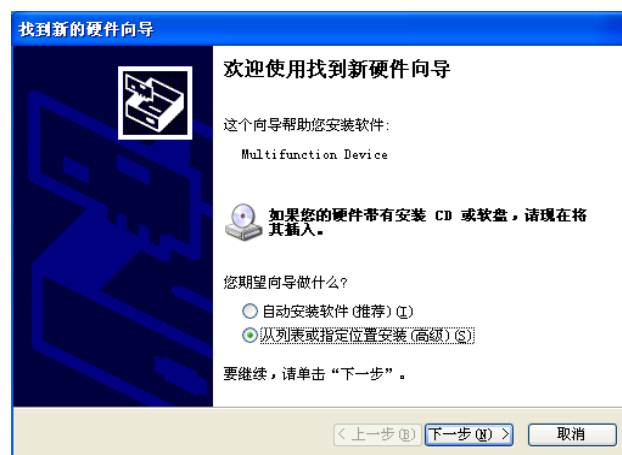 找到新的硬件向导
欢迎使用找到新硬件向导
这个向导帮助您安装软件:
Multifunction Device
如果您的硬件带有安装 CD 或软盘，请现在将
其插入。
您期望向导做什么?
自动安装软件(推荐)(I)
从列表或指定位置安装(高级)(S)
要继续，请单击“下一步”。
<上一步(B) 下一步(N)> 取消